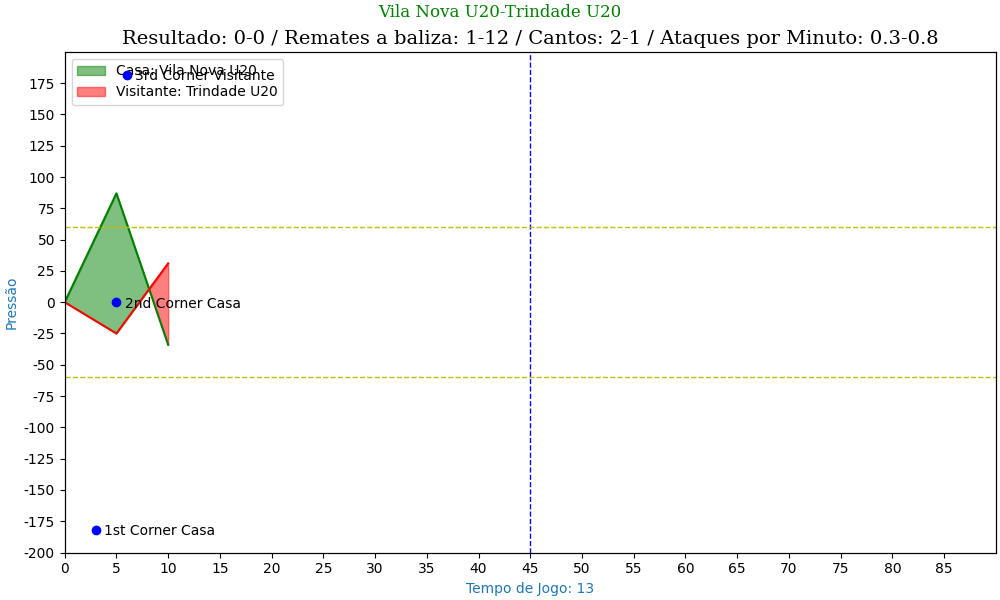 Vila Nova U20-Trindade U20
Resultado: 0-0 / Remates a baliza: 1-12 / Cantos: 2-1 / Ataques por Minuto: 0.3-0.8
Casa: Vila Nova U20
3rd Corner Visitante
Visitante: Trindade U20
175
150
125
100
75
50
25
0
-25
-50
-75
-100
-125
-150
-175
-200
Pressão
2nd Corner Casa
1st Corner Casa
0 5 10 15 20 25 30 35 40 45 50 55 60 65 70 75 80 85
Tempo de Jogo: 13